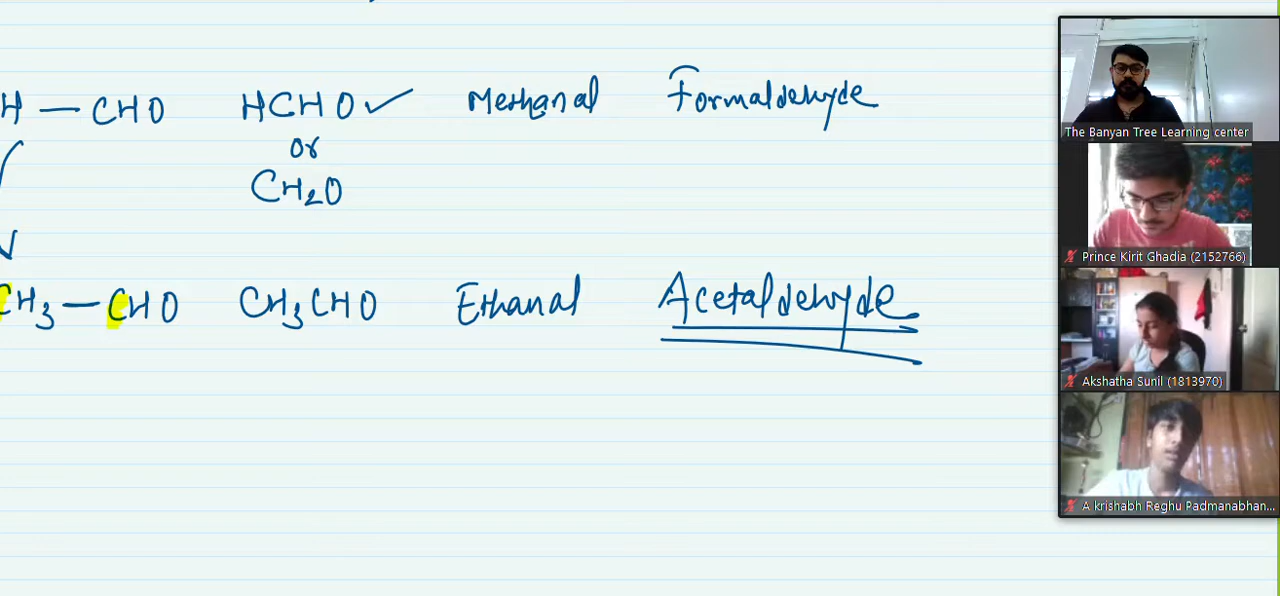 H — CHO HCHO ✓ Methanal Formaldehyde
or
CH₂O
CH₃ — CHO CH₃CHO Ethanal Acetaldehyde
The Banyan Tree Learning center
Prince Kirit Ghadia (2152766)
Akshatha Sunil (1813970)
A krishabh Reghu Padmanabhan...